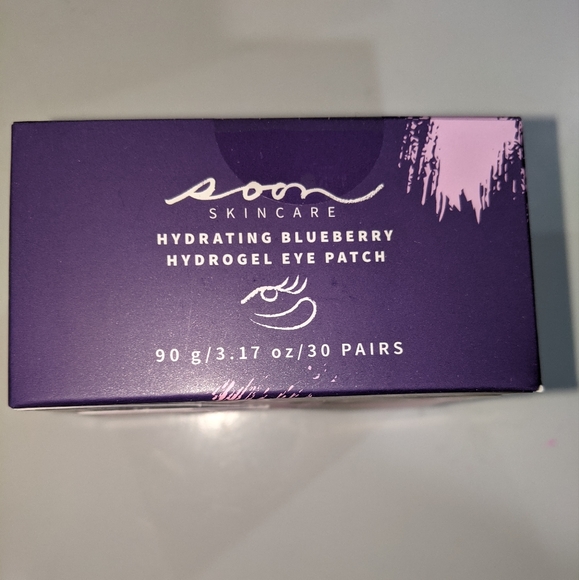 soon
SKINCARE
HYDRATING BLUEBERRY
HYDROGEL EYE PATCH
90 g/3.17 oz/30 PAIRS